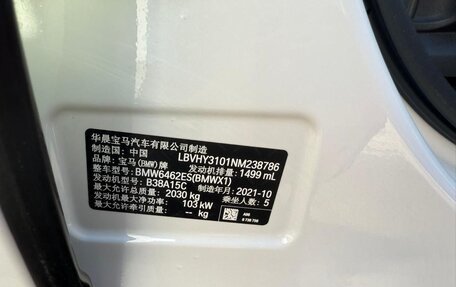 华晨宝马汽车有限公司制造
制造国: 中国 LBVHY3101NM238786
品牌: 宝马(BMW)牌 发动机排量: 1499 mL
整车型号: BMW6462ES(BMWX1)
发动机型号: B38A15C 制造年月: 2021-10
最大允许总质量: 2030 kg 乘坐人数: 5
发动机最大净功率: 103 kW
最大允许牵引质量: -- kg